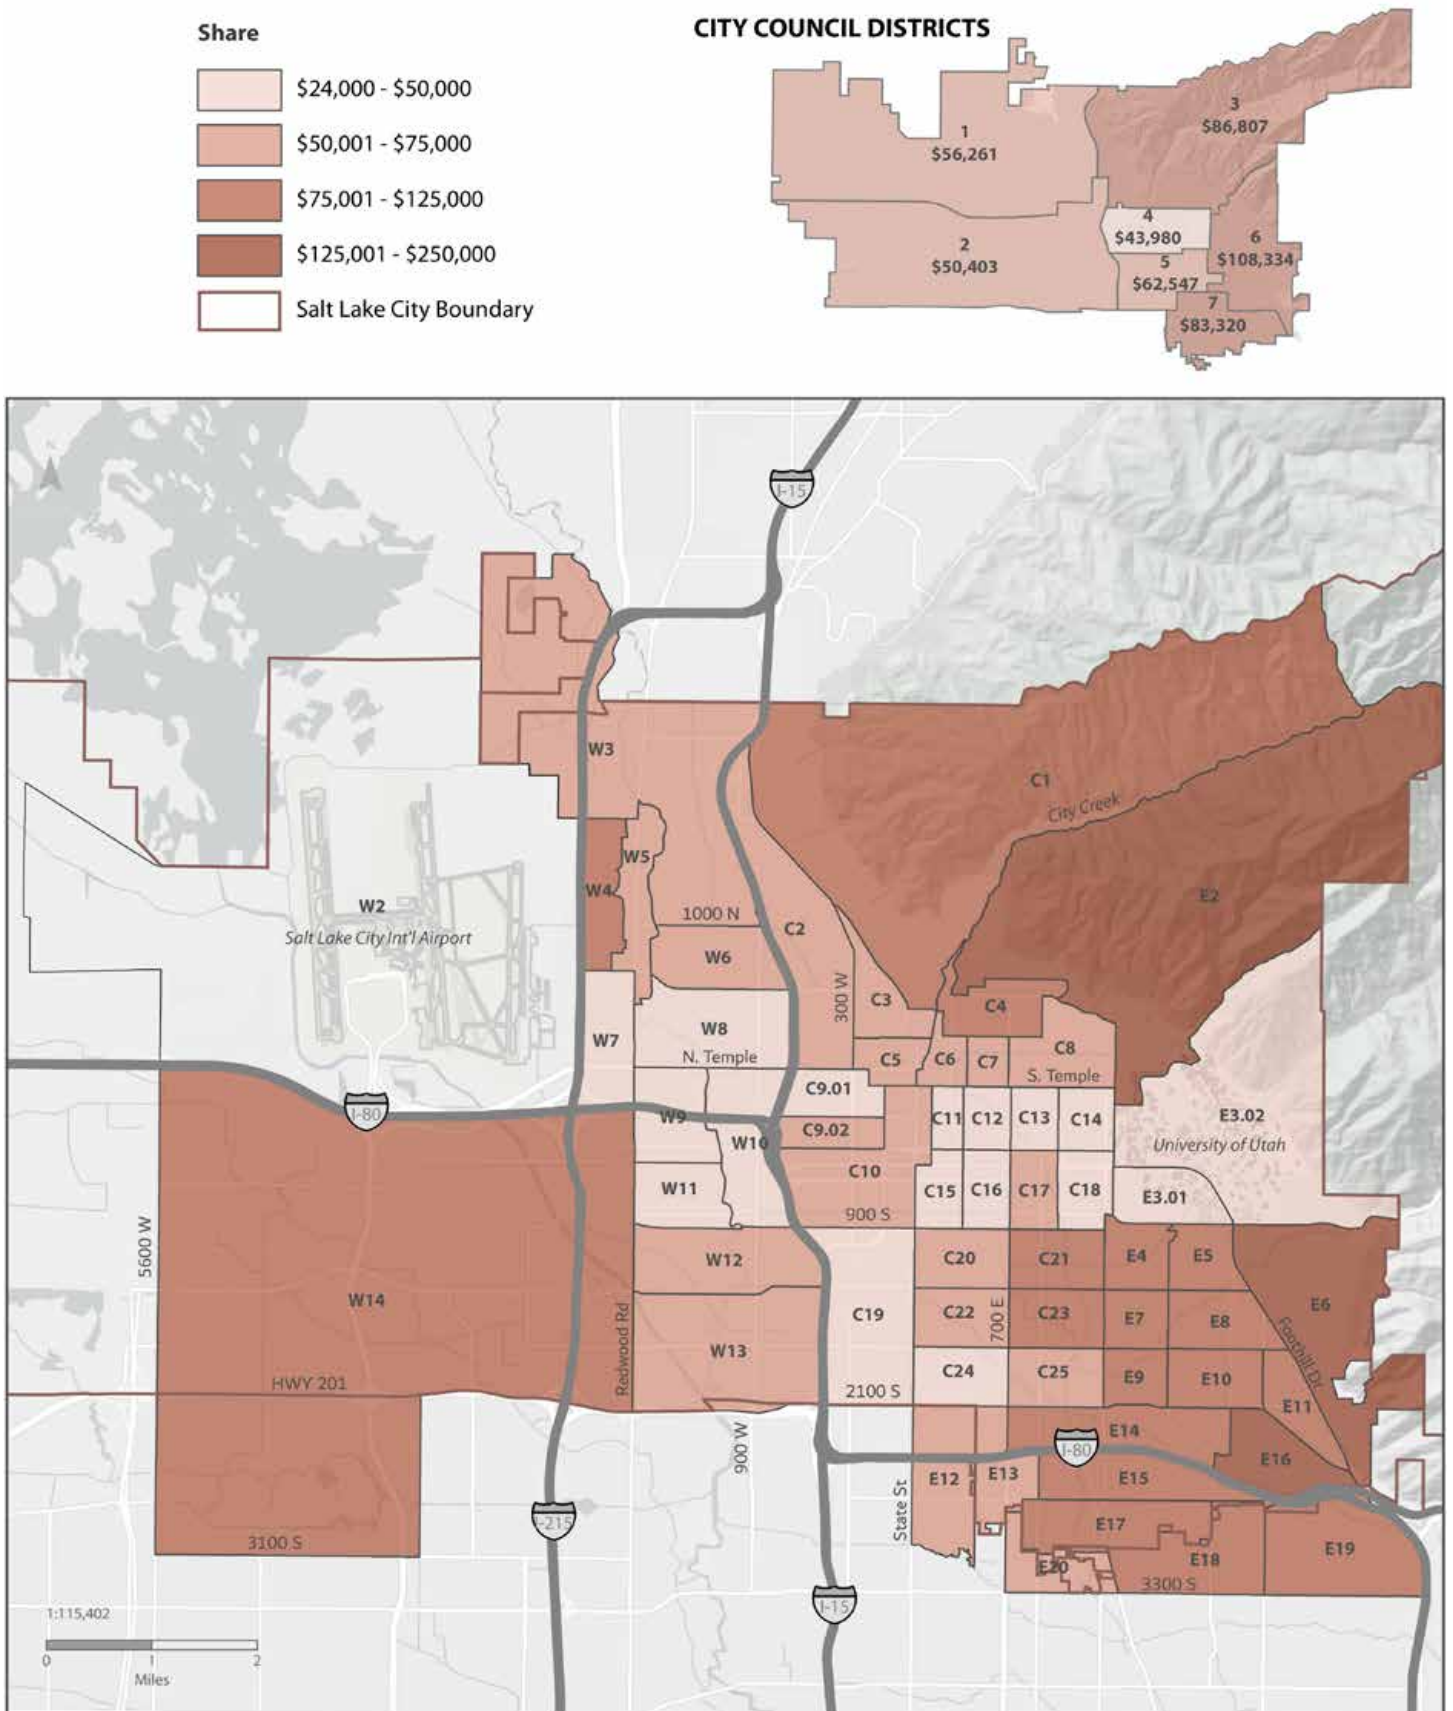 Share
$24,000 - $50,000
$50,001 - $75,000
$75,001 - $125,000
$125,001 - $250,000
Salt Lake City Boundary
CITY COUNCIL DISTRICTS
3
$86,807
1
$56,261
4
$43,980
2
$50,403
6
$108,334
5
$62,547
7
$83,320
N
I-15
W3
C1
City Creek
W5
W4
E2
W2
Salt Lake City Int'l Airport
1000 N
C2
W6
300 W
C3
C4
W7
W8
N. Temple
C5
C6
C7
C8
S. Temple
C9.01
I-80
W9
W10
C9.02
C11
C12
C13
C14
E3.02
University of Utah
W11
C10
C15
C16
C17
C18
E3.01
900 S
5600 W
W12
C20
C21
E4
E5
W14
C19
C22
700 E
C23
E7
E8
E6
Foothill Dr
Redwood Rd
W13
HWY 201
2100 S
C24
C25
E9
E10
E11
900 W
I-80
E14
E16
State St
E12
E13
E15
I-215
E17
3100 S
E20
E18
E19
3300 S
I-15
1:115,402
0
1
2
Miles